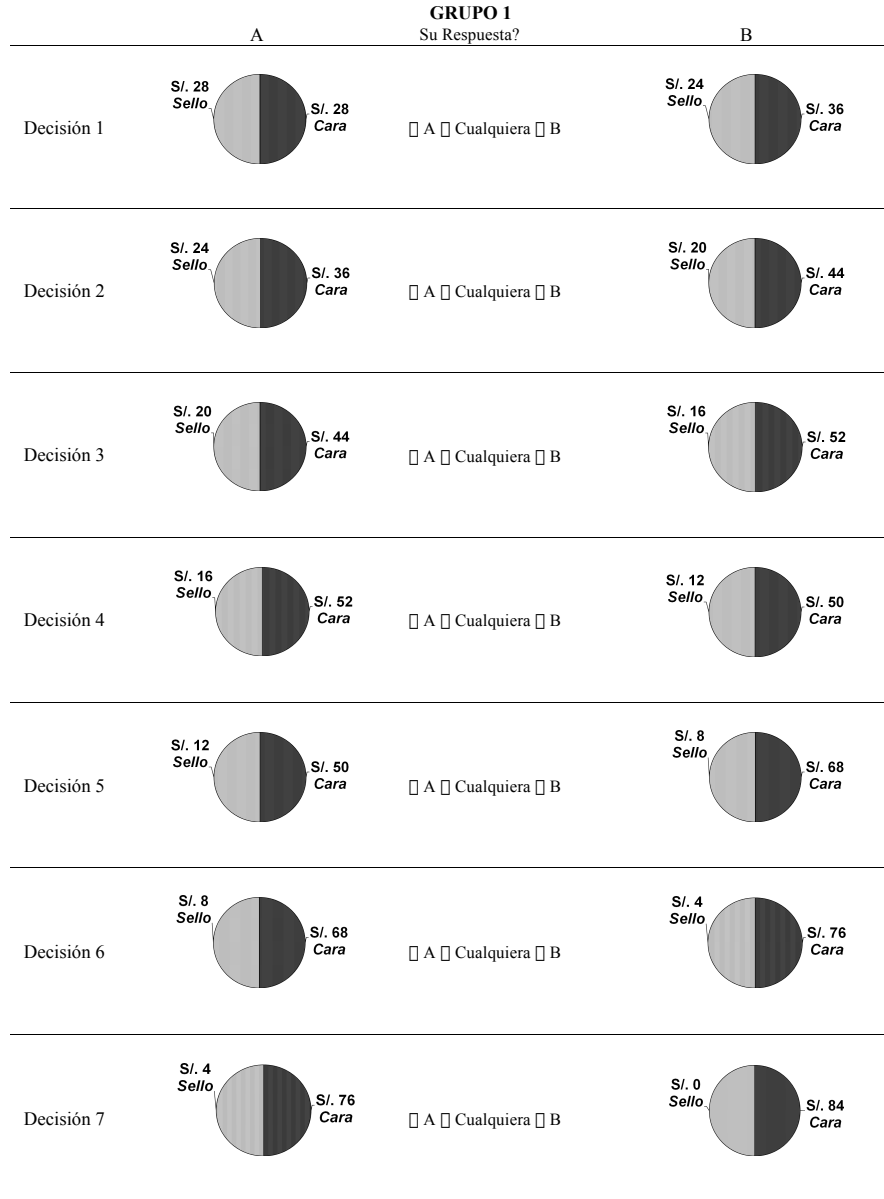 GRUPO 1
A Su Respuesta? B
S/. 28 S/. 24
Sello Sello
S/. 28 S/. 36
Decisión 1 Cara ▯ A ▯ Cualquiera ▯ B Cara
S/. 24 S/. 20
Sello Sello
S/. 36 S/. 44
Decisión 2 Cara ▯ A ▯ Cualquiera ▯ B Cara
S/. 20 S/. 16
Sello Sello
S/. 44 S/. 52
Decisión 3 Cara ▯ A ▯ Cualquiera ▯ B Cara
S/. 16 S/. 12
Sello Sello
S/. 52 S/. 50
Decisión 4 Cara ▯ A ▯ Cualquiera ▯ B Cara
S/. 12 S/. 8
Sello Sello
S/. 50 S/. 68
Decisión 5 Cara ▯ A ▯ Cualquiera ▯ B Cara
S/. 8 S/. 4
Sello Sello
S/. 68 S/. 76
Decisión 6 Cara ▯ A ▯ Cualquiera ▯ B Cara
S/. 4 S/. 0
Sello Sello
S/. 76 S/. 84
Decisión 7 Cara ▯ A ▯ Cualquiera ▯ B Cara